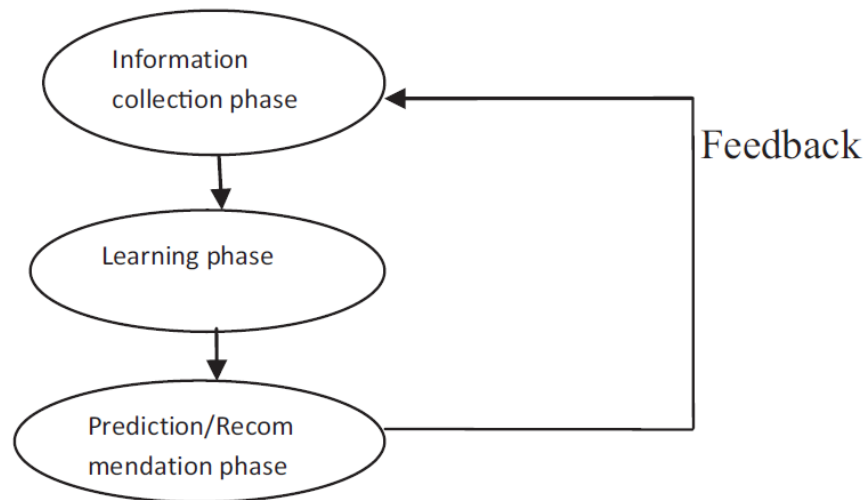 Information
collection phase
Feedback
Learning phase
Prediction/Recom
mendation phase